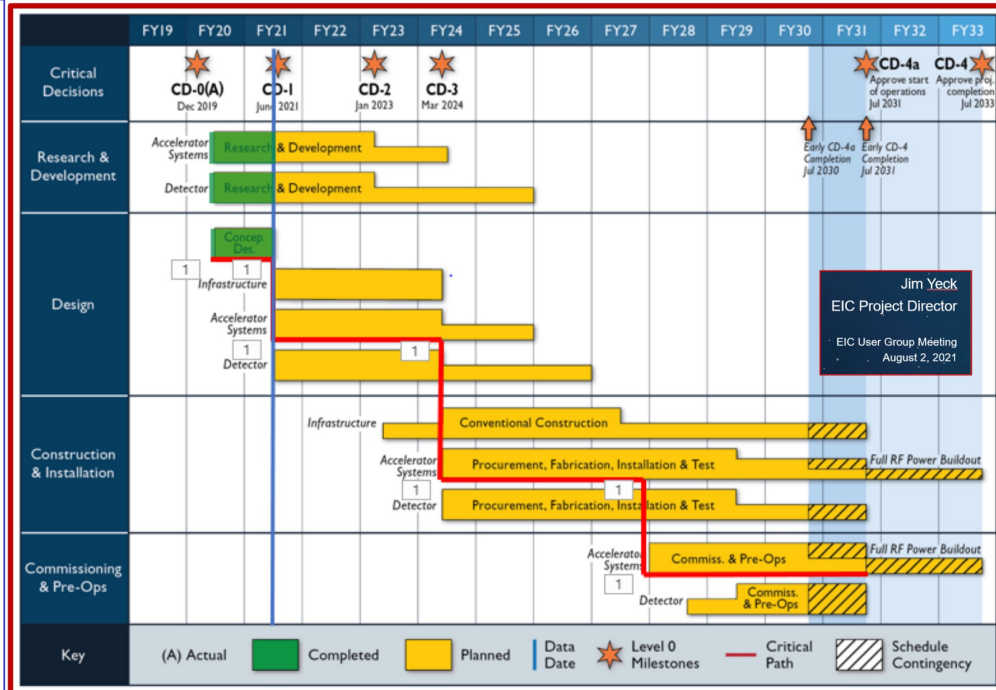 FY19 FY20 FY21 FY22 FY23 FY24 FY25 FY26 FY27 FY28 FY29 FY30 FY31 FY32 FY33
Critical
Decisions
CD-0(A)
Dec 2019
CD-1
June 2021
CD-2
Jan 2023
CD-3
Mar 2024
CD-4a
Approve start
of operations
Jul 2031
CD-4
Approve proj.
completion
Jul 2033
Early CD-4a
Completion
Jul 2030
Early CD-4
Completion
Jul 2031
Research &
Development
Accelerator
Systems
Research & Development
Detector
Research & Development
Design
Concep.
Des.
1
1
Infrastructure
Accelerator
Systems
1
1
Detector
Jim Yeck
EIC Project Director
EIC User Group Meeting
August 2, 2021
Construction
& Installation
Infrastructure
Conventional Construction
Accelerator
Systems
Procurement, Fabrication, Installation & Test
Full RF Power Buildout
1
1
Detector
Procurement, Fabrication, Installation & Test
Commissioning
& Pre-Ops
Accelerator
Systems
Commiss. & Pre-Ops
Full RF Power Buildout
1
Detector
Commiss.
& Pre-Ops
Key
(A) Actual
Completed
Planned
Data
Date
Level 0
Milestones
Critical
Path
Schedule
Contingency